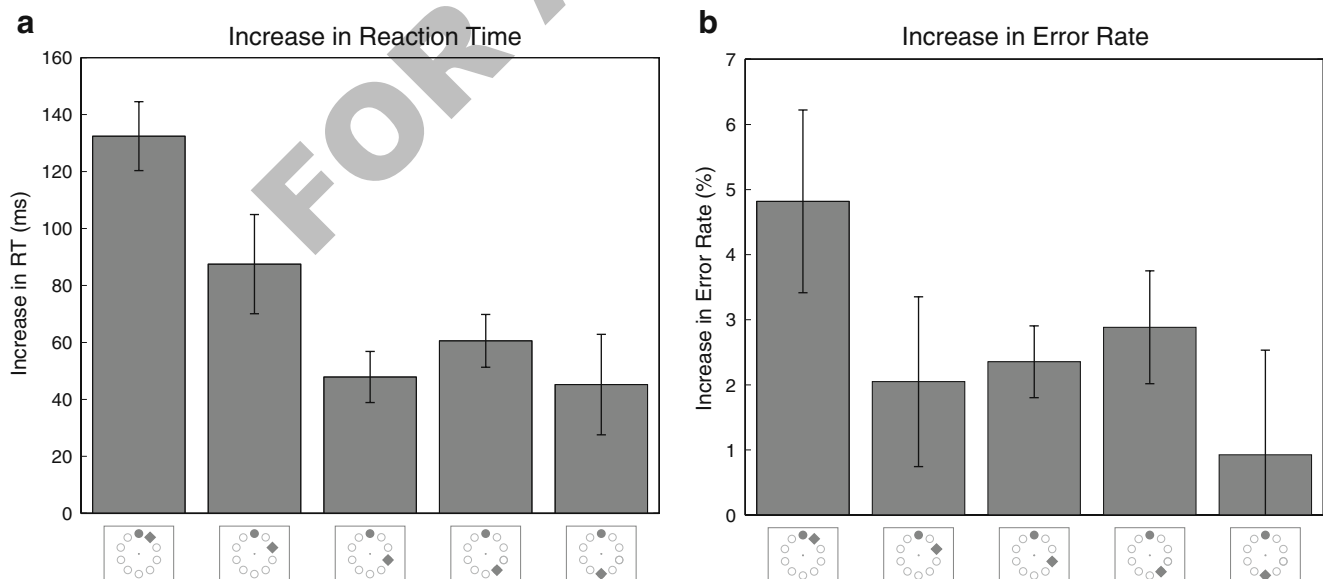 a
Increase in Reaction Time
160
140
120
100
80
60
40
20
0
Increase in RT (ms)
FOR
b
Increase in Error Rate
7
6
5
4
3
2
1
0
Increase in Error Rate (%)